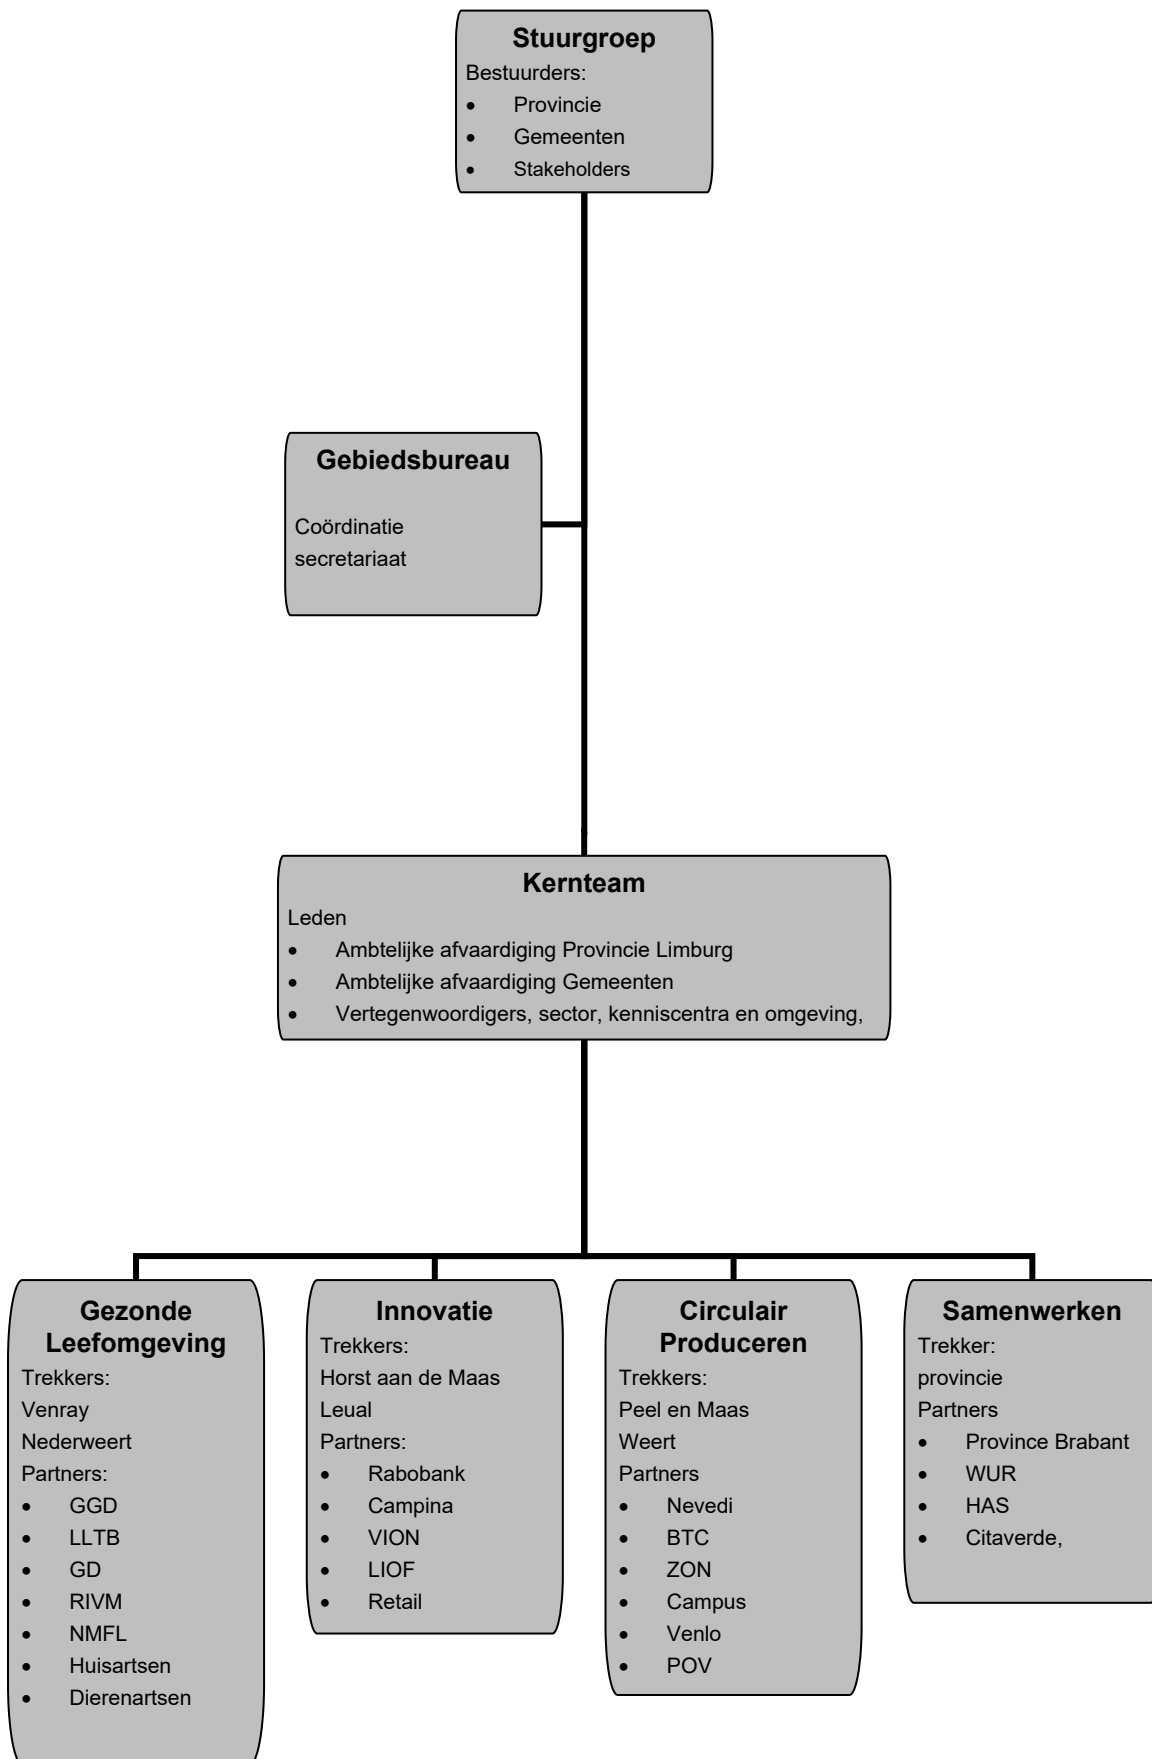 Stuurgroep
Bestuurders:
• Provincie
• Gemeenten
• Stakeholders
Gebiedsbureau
Coördinatie
secretariaat
Kernteam
Leden
• Ambtelijke afvaardiging Provincie Limburg
• Ambtelijke afvaardiging Gemeenten
• Vertegenwoordigers, sector, kenniscentra en omgeving,
Gezonde
Leefomgeving
Trekkers:
Venray
Nederweert
Partners:
• GGD
• LLTB
• GD
• RIVM
• NMFL
• Huisartsen
• Dierenartsen
Innovatie
Trekkers:
Horst aan de Maas
Leual
Partners:
• Rabobank
• Campina
• VION
• LIOF
• Retail
Circulair
Produceren
Trekkers:
Peel en Maas
Weert
Partners
• Nevedi
• BTC
• ZON
• Campus
• Venlo
• POV
Samenwerken
Trekker:
provincie
Partners
• Province Brabant
• WUR
• HAS
• Citaverde,